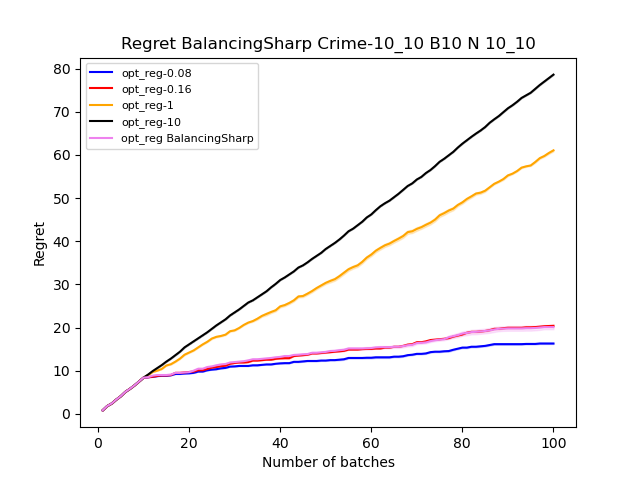 Regret BalancingSharp Crime-10_10 B10 N 10_10
opt_reg-0.08
opt_reg-0.16
opt_reg-1
opt_reg-10
opt_reg BalancingSharp
Regret
80
70
60
50
40
30
20
10
0
0 20 40 60 80 100
Number of batches